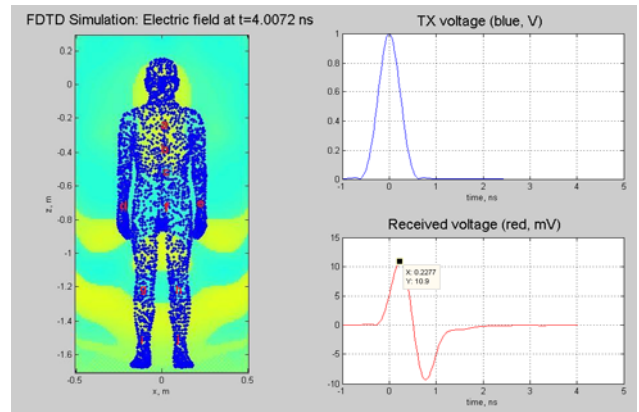 FDTD Simulation: Electric field at t=4.0072 ns
0.2
0
-0.2
-0.4
-0.6
-0.8
-1
-1.2
-1.4
-1.6
z, m
-0.5 0 0.5
x, m
TX voltage (blue, V)
1
0.8
0.6
0.4
0.2
0
-1 0 1 2 3 4 5
time, ns
Received voltage (red, mV)
15
10
5
0
-5
-10
X: 0.2277
Y: 10.9
-1 0 1 2 3 4 5
time, ns